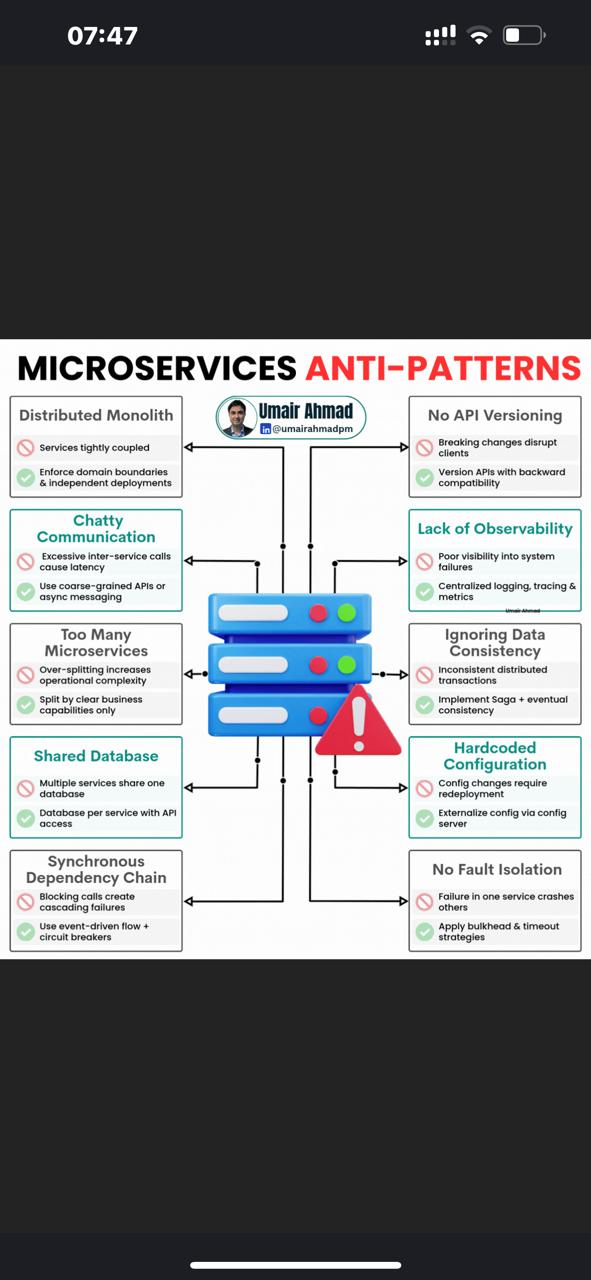 07:47
MICROSERVICES ANTI-PATTERNS
Umair Ahmad
in @umairahmadpm
Distributed Monolith
Services tightly coupled
Enforce domain boundaries
& independent deployments
Chatty
Communication
Excessive inter-service calls
cause latency
Use coarse-grained APIs or
async messaging
Too Many
Microservices
Over-splitting increases
operational complexity
Split by clear business
capabilities only
Shared Database
Multiple services share one
database
Database per service with API
access
Synchronous
Dependency Chain
Blocking calls create
cascading failures
Use event-driven flow +
circuit breakers
No API Versioning
Breaking changes disrupt
clients
Version APIs with backward
compatibility
Lack of Observability
Poor visibility into system
failures
Centralized logging, tracing &
metrics
Umair Ahmad
Ignoring Data
Consistency
Inconsistent distributed
transactions
Implement Saga + eventual
consistency
Hardcoded
Configuration
Config changes require
redeployment
Externalize config via config
server
No Fault Isolation
Failure in one service crashes
others
Apply bulkhead & timeout
strategies